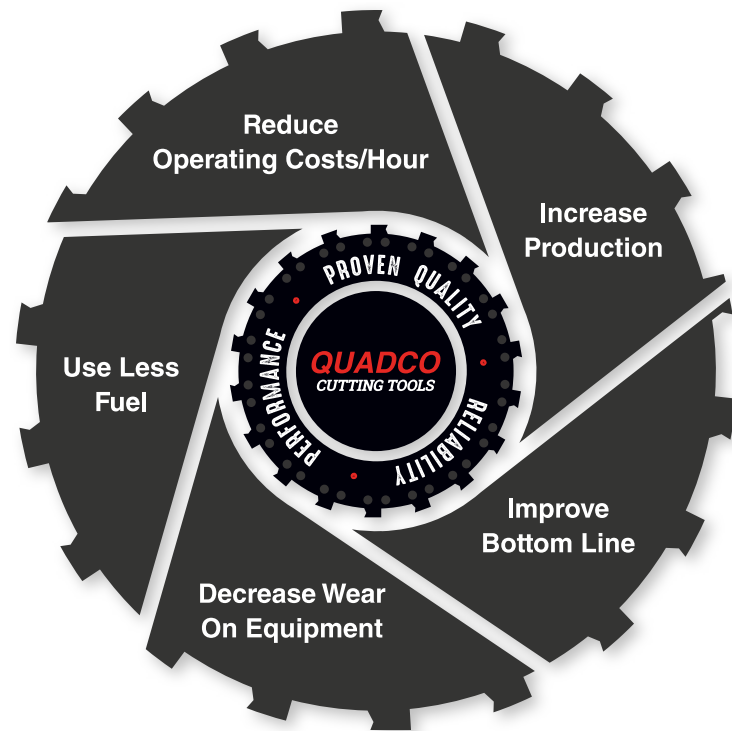 Reduce
Operating Costs/Hour
Increase
Production
Improve
Bottom Line
Decrease Wear
On Equipment
Use Less
Fuel
PROVEN QUALITY
RELIABILITY
PERFORMANCE
QUADCO
CUTTING TOOLS